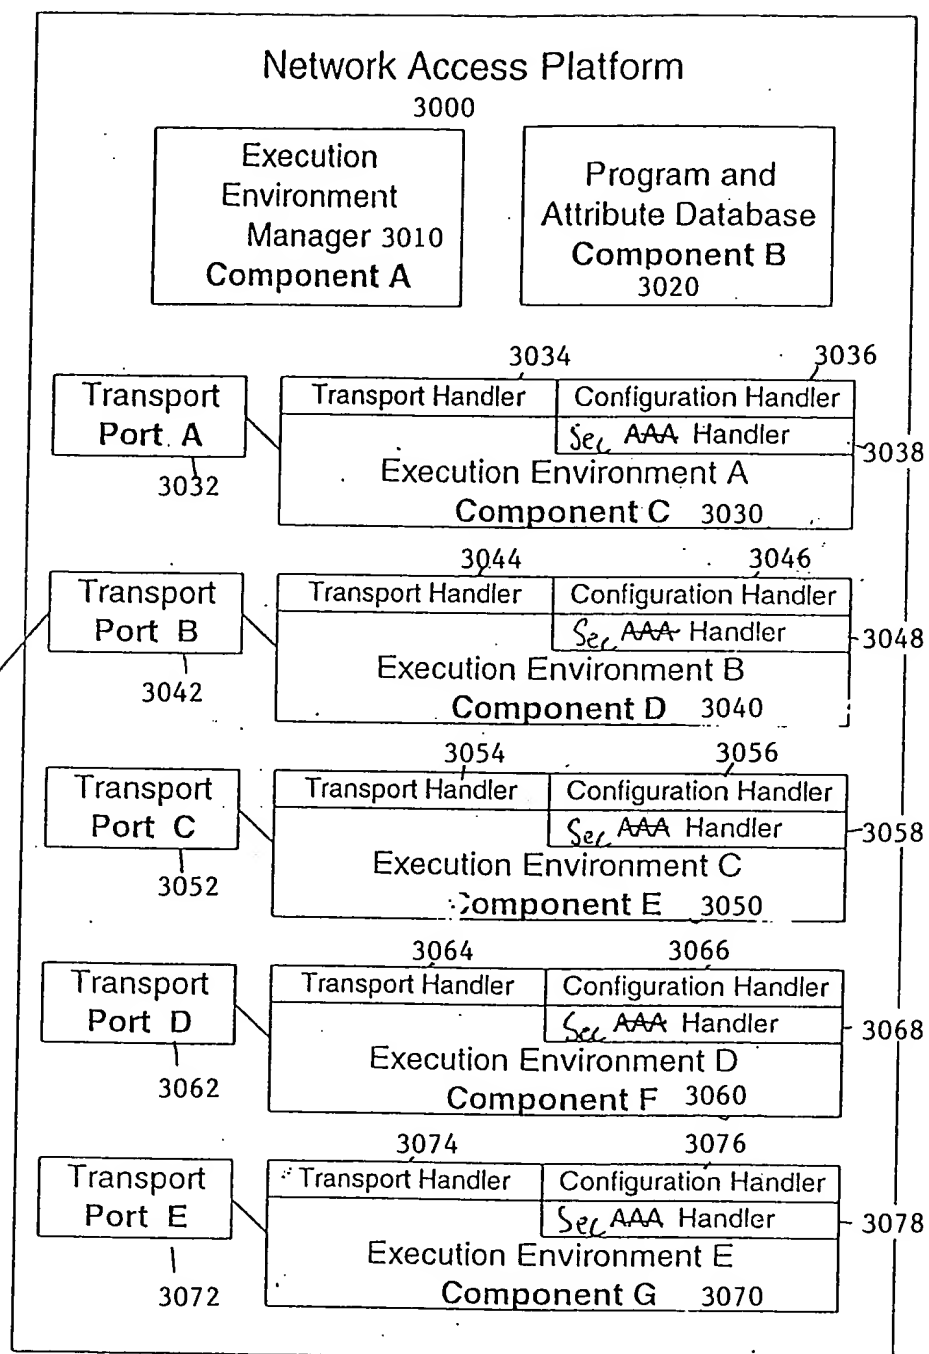 Network Access Platform
3000
Execution
Environment
Manager 3010
Component A
Program and
Attribute Database
Component B
3020
3034
3036
Transport
Port A
3032
Transport Handler
Configuration Handler
Sec AAA Handler
3038
Execution Environment A
Component C 3030
3044
3046
Transport
Port B
3042
Transport Handler
Configuration Handler
Sec AAA Handler
3048
Execution Environment B
Component D 3040
3054
3056
Transport
Port C
3052
Transport Handler
Configuration Handler
Sec AAA Handler
3058
Execution Environment C
Component E 3050
3064
3066
Transport
Port D
3062
Transport Handler
Configuration Handler
Sec AAA Handler
3068
Execution Environment D
Component F 3060
3074
3076
Transport
Port E
3072
Transport Handler
Configuration Handler
Sec AAA Handler
3078
Execution Environment E
Component G 3070